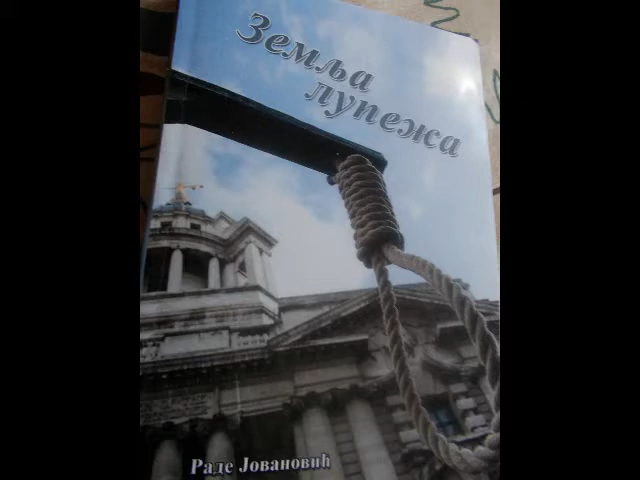 Земља
лупежа
Раде Јовановић